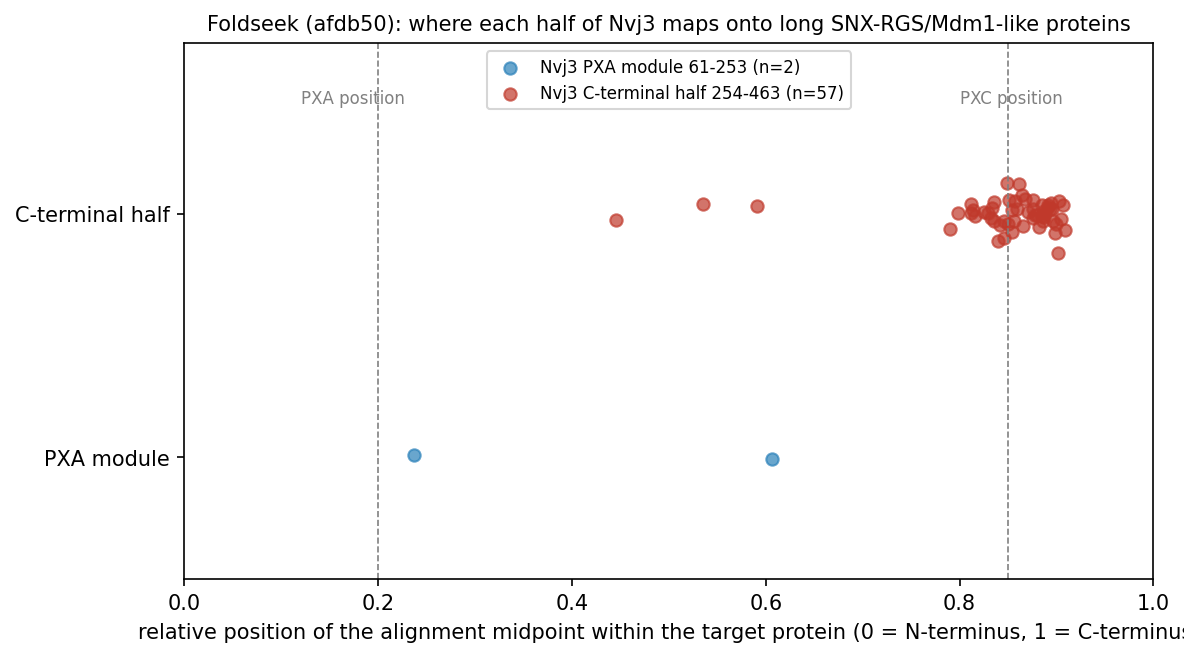 Foldseek (afdb50): where each half of Nvj3 maps onto long SNX-RGS/Mdm1-like proteins
Nvj3 PXA module 61-253 (n=2)
Nvj3 C-terminal half 254-463 (n=57)
PXA position
PXC position
C-terminal half
PXA module
0.0 0.2 0.4 0.6 0.8 1.0
relative position of the alignment midpoint within the target protein (0 = N-terminus, 1 = C-terminus